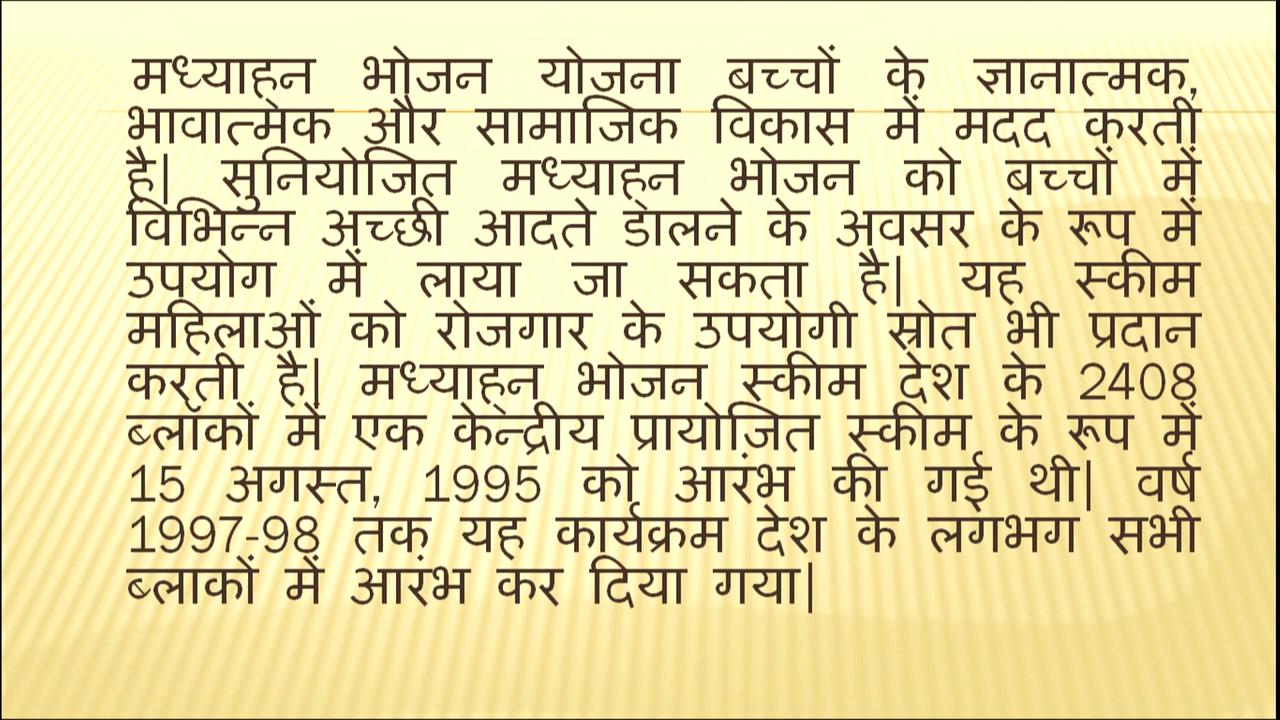 मध्याह्न भोजन योजना बच्चों के ज्ञानात्मक,
भावात्मक और सामाजिक विकास में मदद करती
है| सुनियोजित मध्याह्न भोजन को बच्चों में
विभिन्न अच्छी आदते डालने के अवसर के रूप में
उपयोग में लाया जा सकता है| यह स्कीम
महिलाओं को रोजगार के उपयोगी स्रोत भी प्रदान
करती है| मध्याह्न भोजन स्कीम देश के 2408
ब्लॉकों में एक केन्द्रीय प्रायोजित स्कीम के रूप में
15 अगस्त, 1995 को आरंभ की गई थी| वर्ष
1997-98 तक यह कार्यक्रम देश के लगभग सभी
ब्लाकों में आरंभ कर दिया गया|